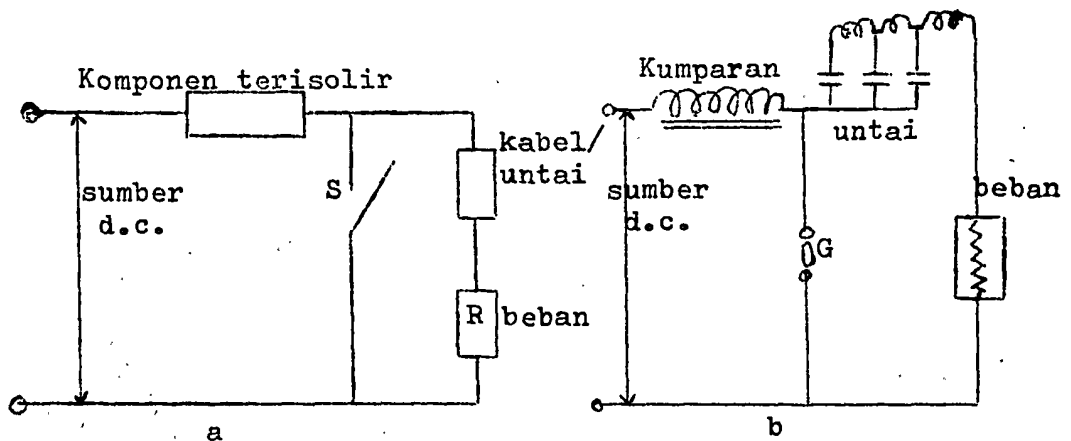 Komponen terisolir
S
sumber
d.c.
kabel
untai
R beban
a
Kumparan
untai
sumber
d.c.
G
beban
b